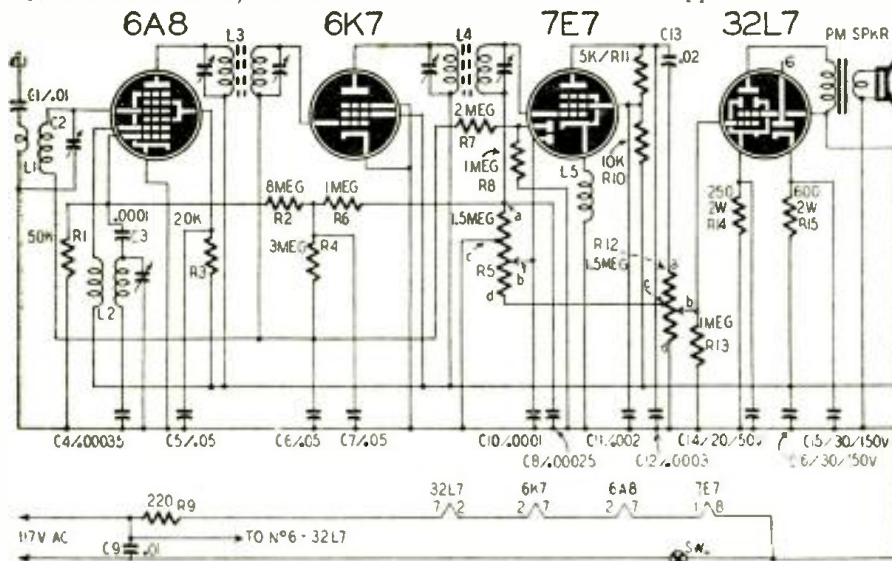 6A8 6K7 7E7 32L7
L3 L4 C13 PM SPKR
5K/R11 .02 6
C1/.01
C2
2 MEG
R7
L1
1MEG
R8
L5
10K
R10
8MEG 1MEG
R2 R6
.0001 20K
C3
50K R1
3MEG R4
R3
1.5MEG a
c
R5 b
d
R12
1.5MEG
a
b
250
2W
R14
600
2W
R15
L2
1MEG
R13
C4/.00035 C5/.05 C6/.05 C7/.05 C10/.0001 C11/.002 C14/20/50v C15/30/150V
C8/.00025 C12/.0003 /30/150V
32L7 6K7 6A8 7E7
220 R9 7 2 2 7 2 7 1 8
117V AC
TO Nº6 - 32L7
C9 .01
SW.